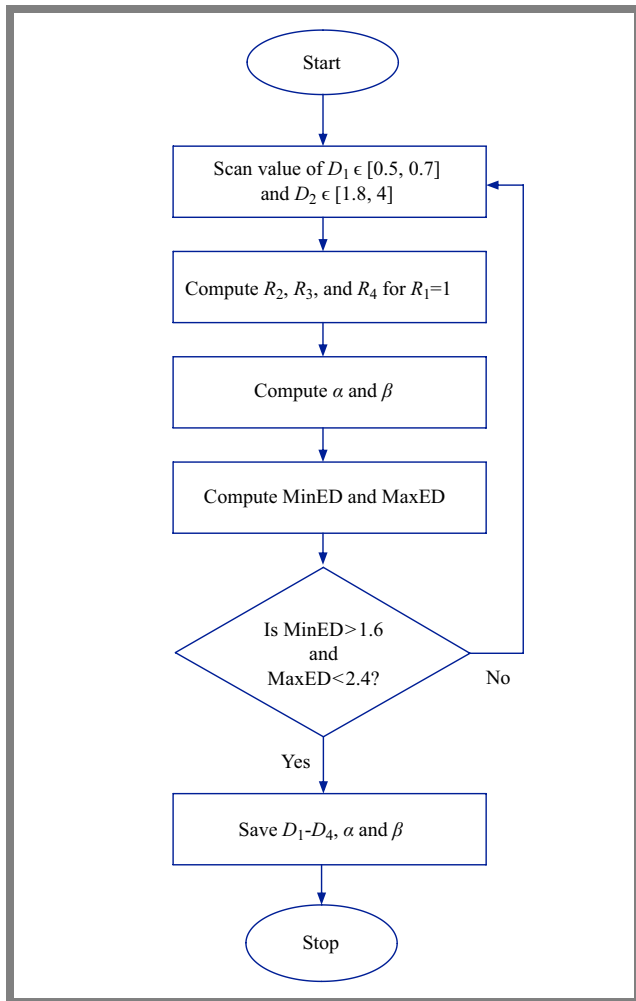 Start
Scan value of D₁ ϵ [0.5, 0.7]
and D₂ ϵ [1.8, 4]
Compute R₂, R₃, and R₄ for R₁=1
Compute α and β
Compute MinED and MaxED
Is MinED>1.6
and
MaxED<2.4?
No
Yes
Save D₁-D₄, α and β
Stop